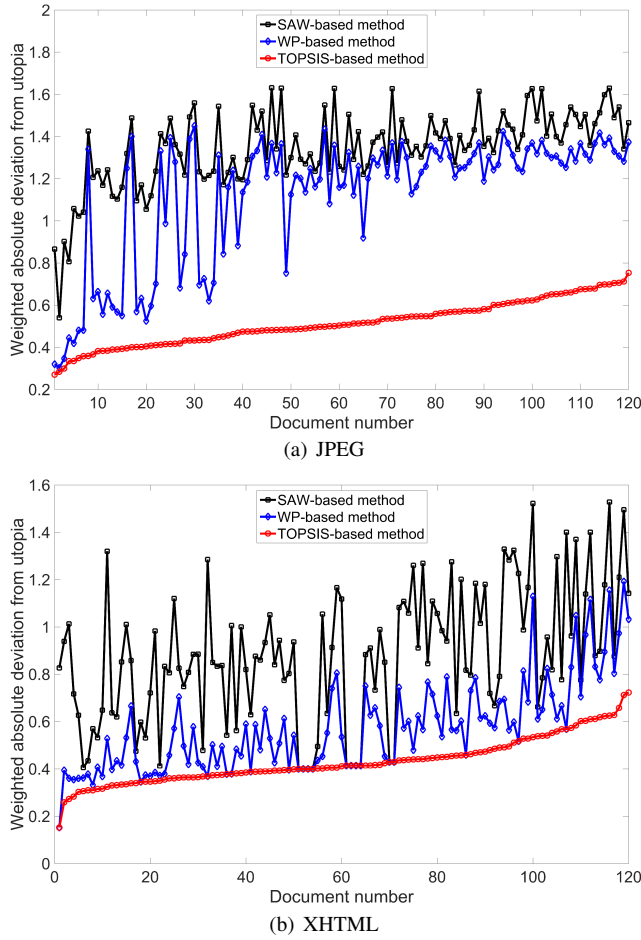 2
1.8
1.6
1.4
1.2
1
0.8
0.6
0.4
0.2
Weighted absolute deviation from utopia
SAW-based method
WP-based method
TOPSIS-based method
10 20 30 40 50 60 70 80 90 100 110 120
Document number
(a) JPEG
1.6
1.4
1.2
1
0.8
0.6
0.4
0.2
0
Weighted absolute deviation from utopia
SAW-based method
WP-based method
TOPSIS-based method
0 20 40 60 80 100 120
Document number
(b) XHTML